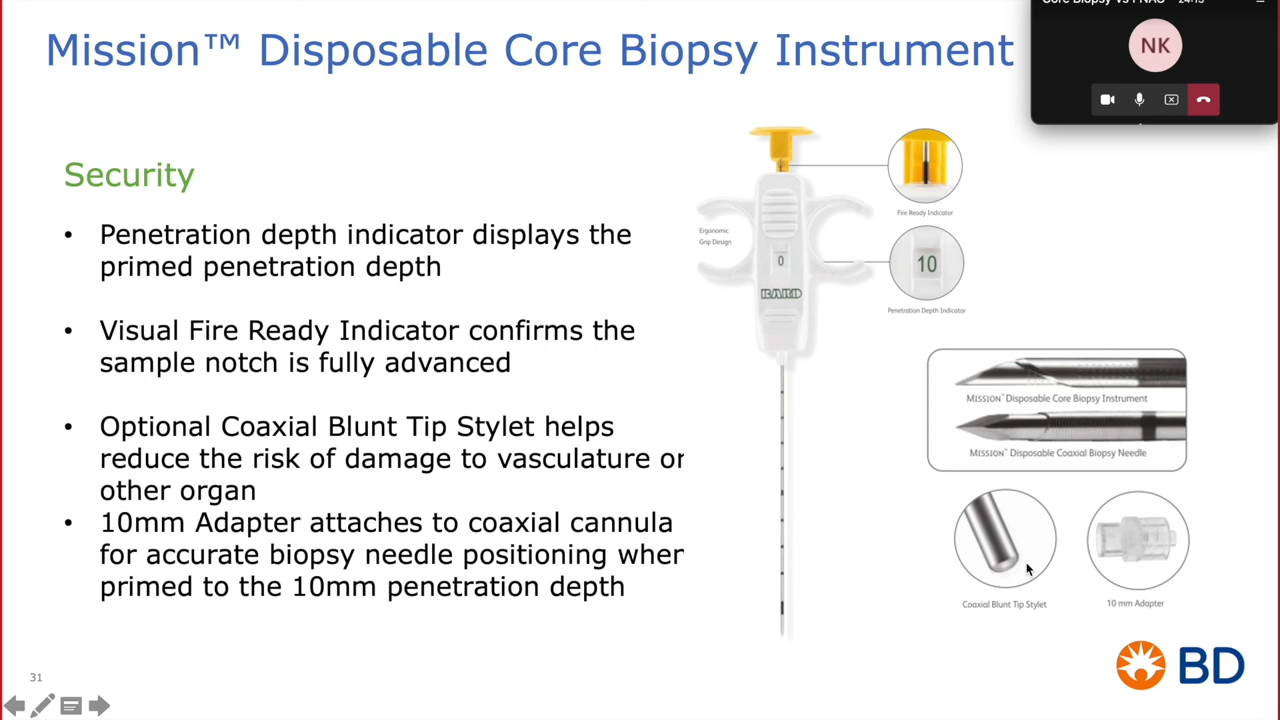 Mission™ Disposable Core Biopsy Instrument
NK
Security
• Penetration depth indicator displays the
primed penetration depth
• Visual Fire Ready Indicator confirms the
sample notch is fully advanced
• Optional Coaxial Blunt Tip Stylet helps
reduce the risk of damage to vasculature or
other organ
• 10mm Adapter attaches to coaxial cannula
for accurate biopsy needle positioning when
primed to the 10mm penetration depth
Fire Ready Indicator
Ergonomic
Grip Design
0
10
BARD
Penetration Depth Indicator
MISSION™ Disposable Core Biopsy Instrument
MISSION™ Disposable Coaxial Biopsy Needle
Coaxial Blunt Tip Stylet
10 mm Adapter
31
BD